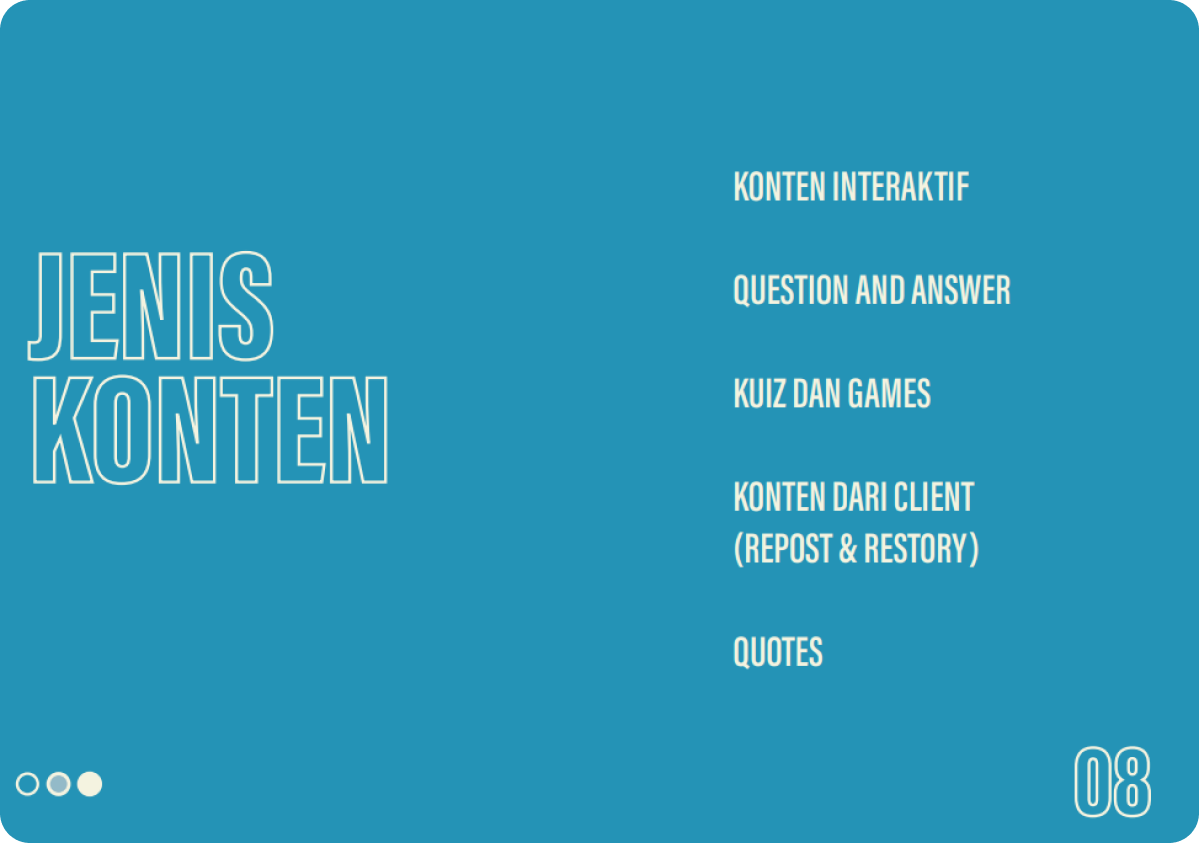 JENIS
KONTEN
KONTEN INTERAKTIF
QUESTION AND ANSWER
KUIZ DAN GAMES
KONTEN DARI CLIENT
(REPOST & RESTORY)
QUOTES
08